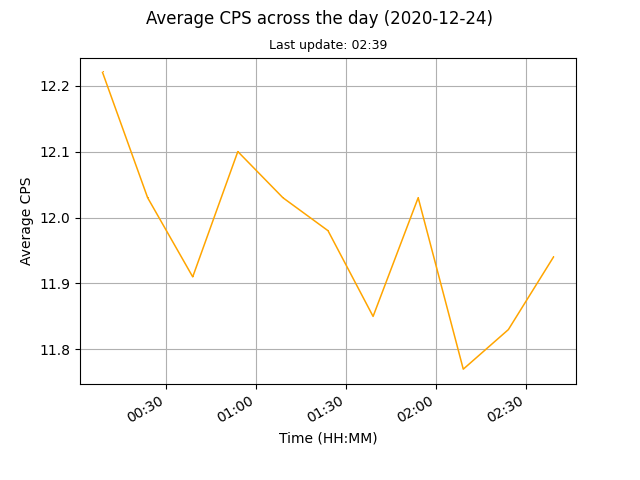 Average CPS across the day (2020-12-24)
Last update: 02:39
12.2
12.1
12.0
11.9
11.8
Average CPS
00:30 01:00 01:30 02:00 02:30
Time (HH:MM)